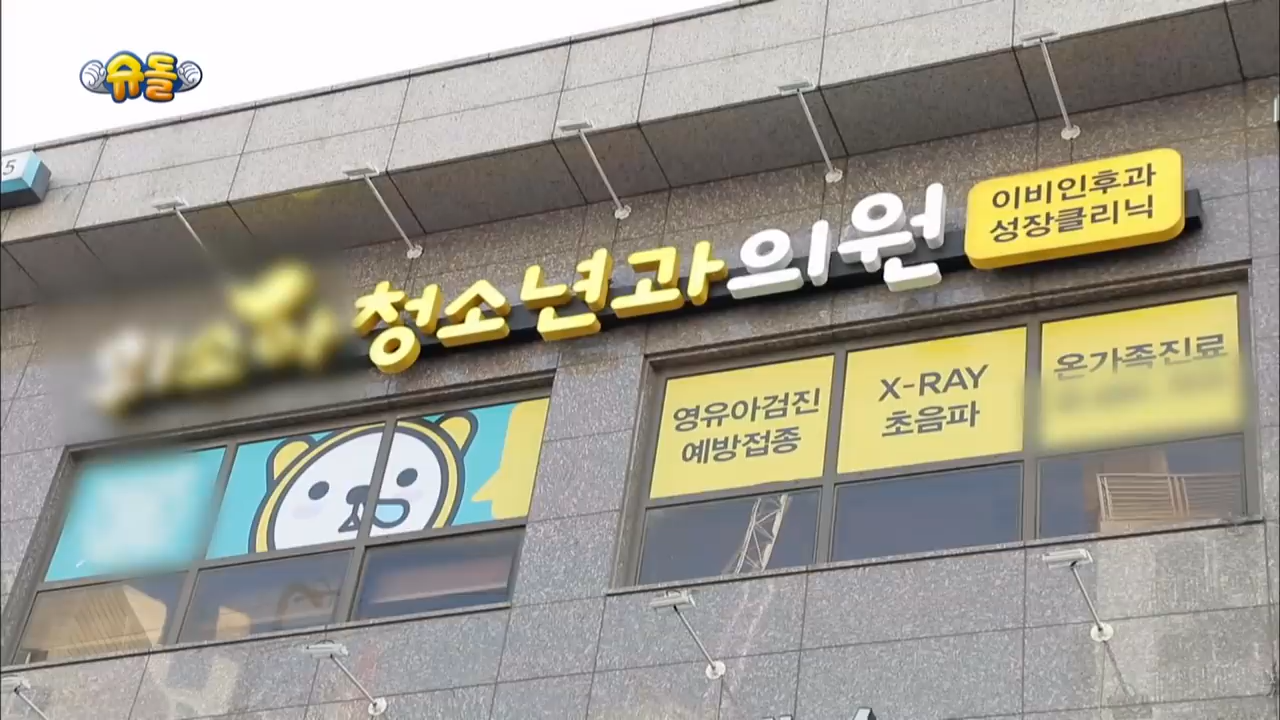 슈돌
5
청소년과의원
이비인후과
성장클리닉
영유아검진
예방접종
X-RAY
초음파
온가족진료